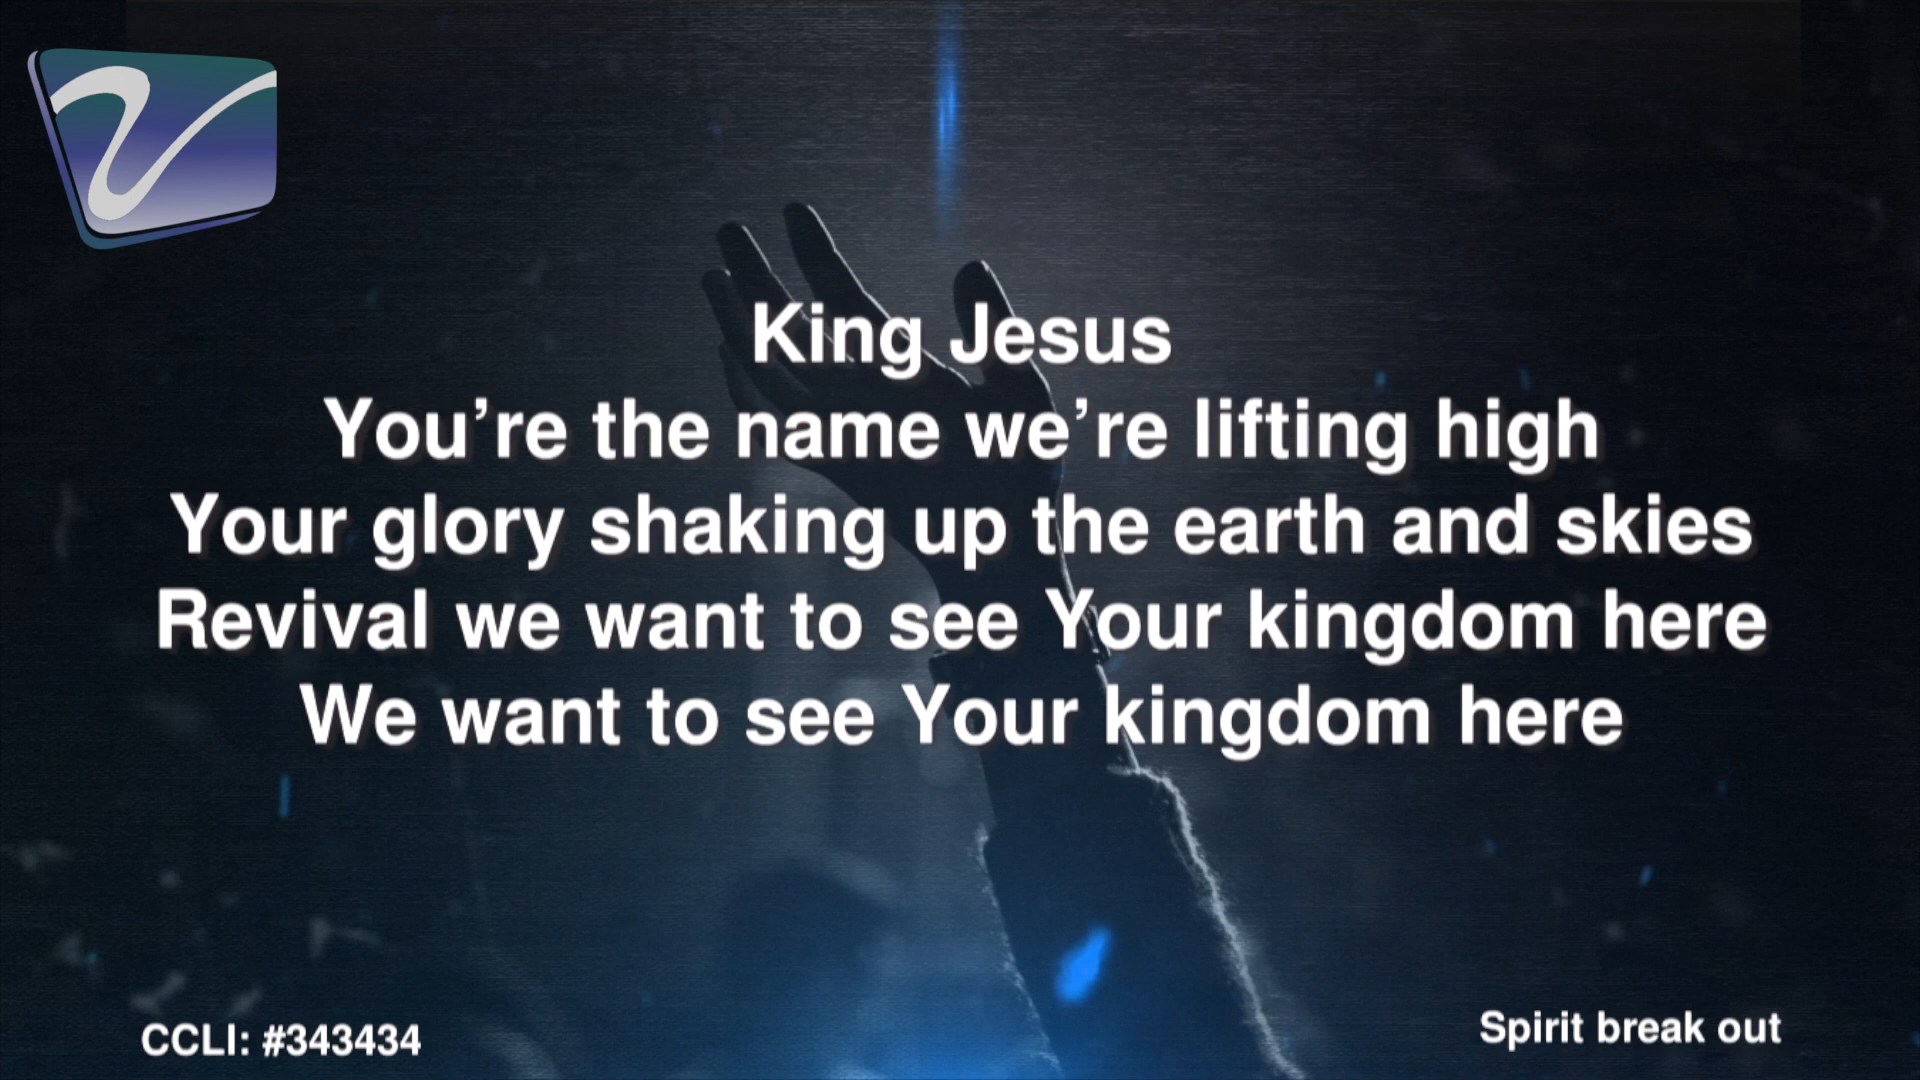 King Jesus
You’re the name we’re lifting high
Your glory shaking up the earth and skies
Revival we want to see Your kingdom here
We want to see Your kingdom here
CCLI: #343434
Spirit break out